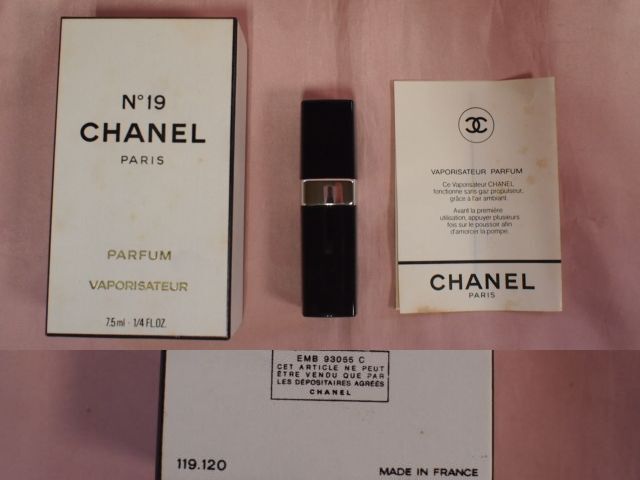 N°19
CHANEL
PARIS
PARFUM
VAPORISATEUR
7.5 ml - 1/4 FL.OZ.
VAPORISATEUR PARFUM
Ce Vaporisateur CHANEL
fonctionne sans gaz propulseur,
grâce à l'air ambiant.
Avant la première
utilisation, appuyer plusieurs
fois sur le poussoir afin
d'amorcer la pompe.
CHANEL
PARIS
EMB 93055 C
CET ARTICLE NE PEUT
ÊTRE VENDU QUE PAR
LES DÉPOSITAIRES AGRÉÉS
CHANEL
119.120
MADE IN FRANCE